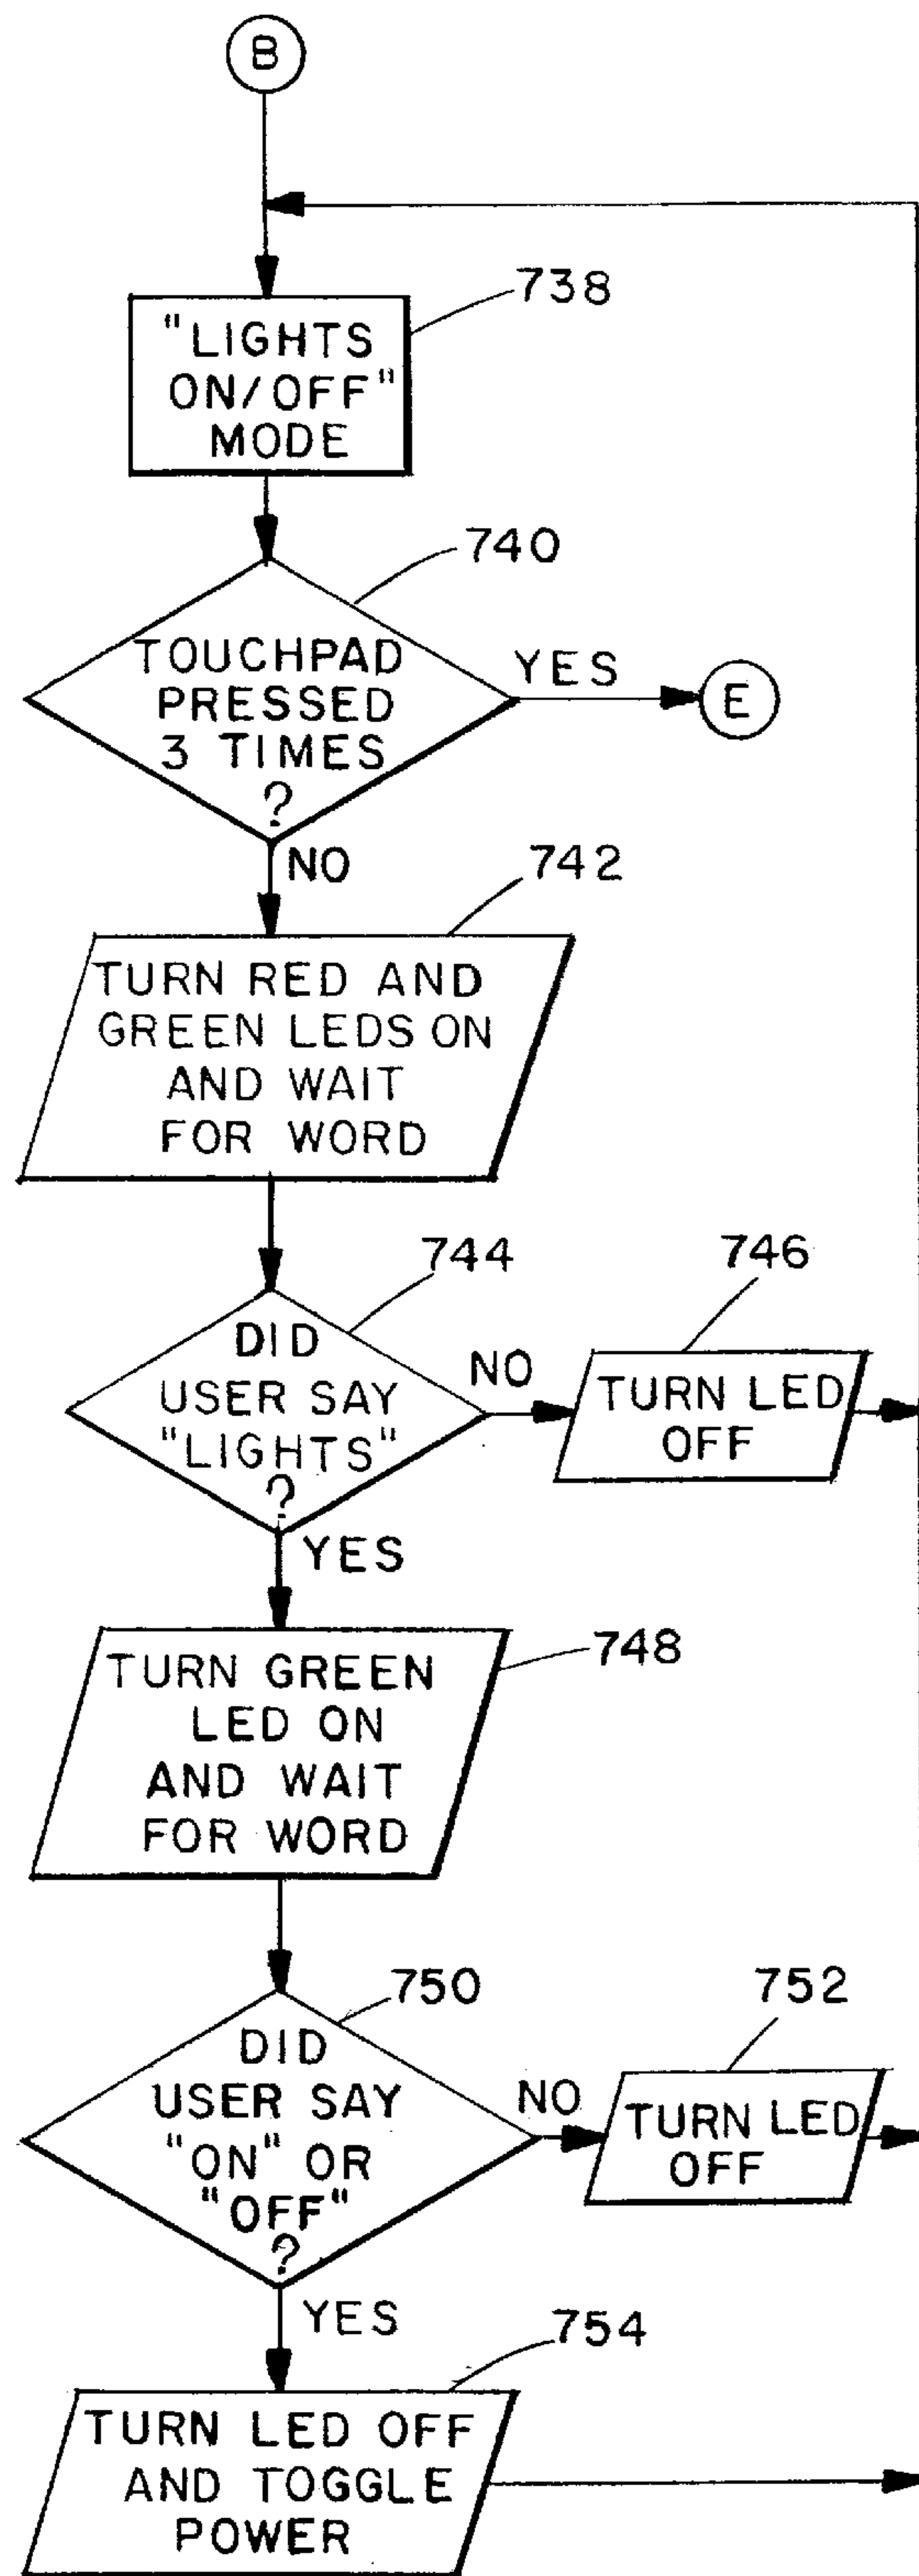 B
738
"LIGHTS
ON/OFF"
MODE
740
TOUCHPAD
PRESSED
3 TIMES
?
YES
E
NO
742
TURN RED AND
GREEN LEDS ON
AND WAIT
FOR WORD
744
DID
USER SAY
"LIGHTS"
?
NO
746
TURN LED
OFF
YES
748
TURN GREEN
LED ON
AND WAIT
FOR WORD
750
DID
USER SAY
"ON" OR
"OFF"
?
NO
752
TURN LED
OFF
YES
754
TURN LED OFF
AND TOGGLE
POWER